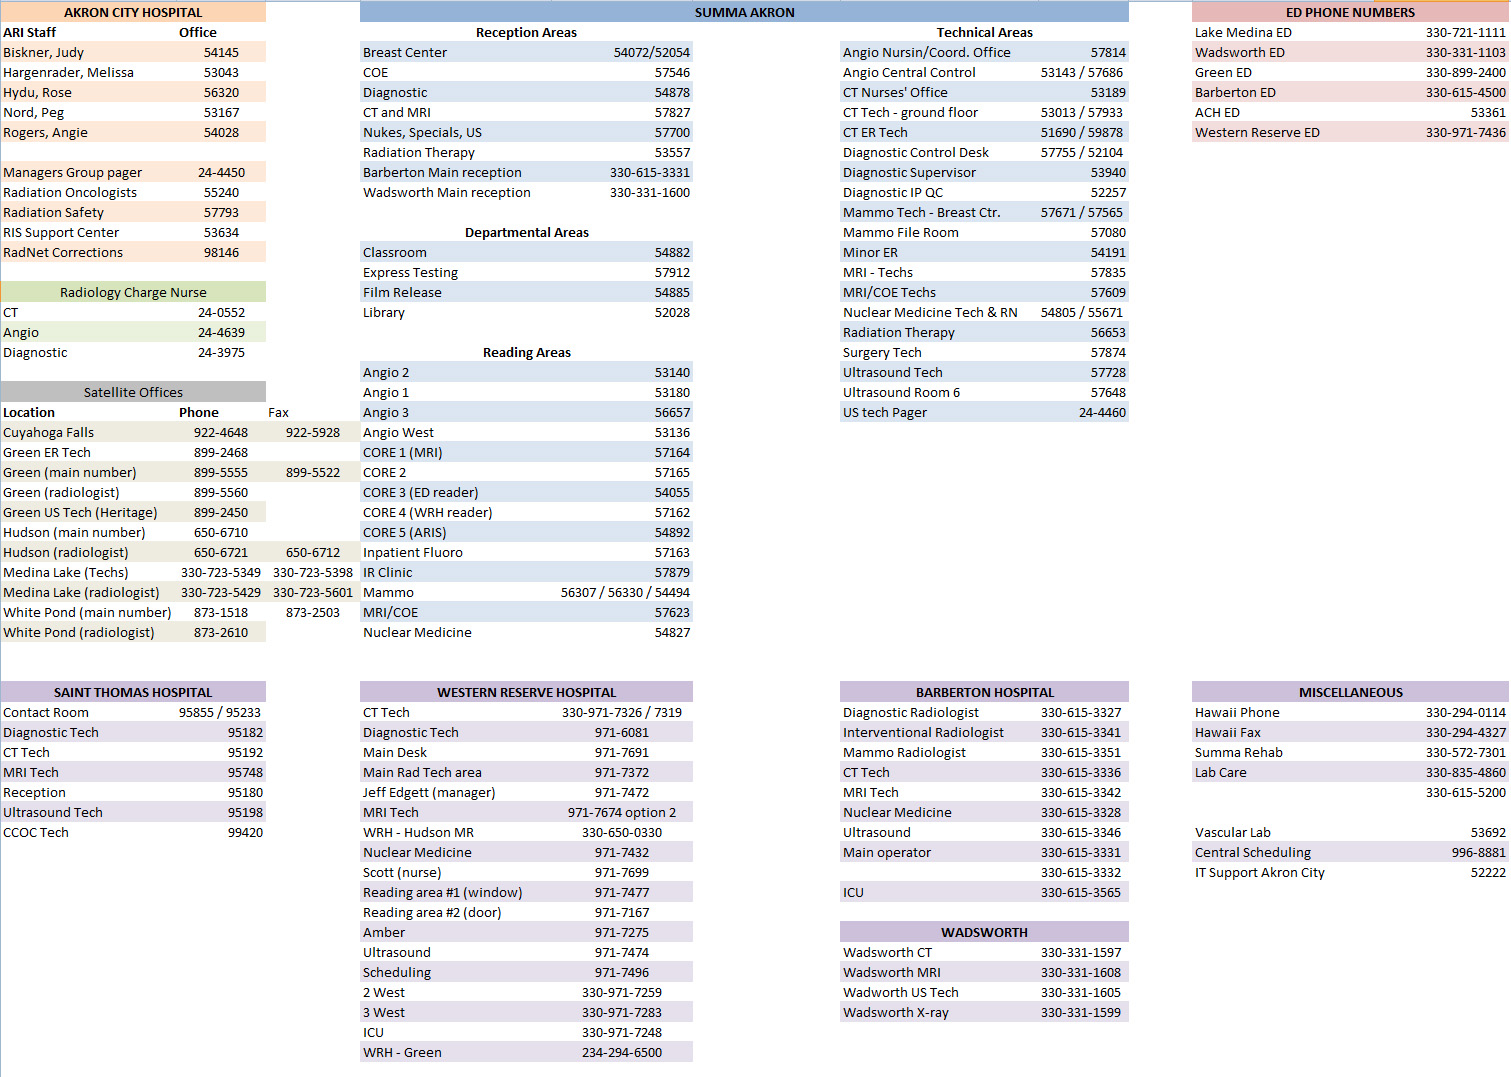 AKRON CITY HOSPITAL
ARI Staff Office
Biskner, Judy 54145
Hargenrader, Melissa 53043
Hydu, Rose 56320
Nord, Peg 53167
Rogers, Angie 54028
Managers Group pager 24-4450
Radiation Oncologists 55240
Radiation Safety 57793
RIS Support Center 53634
RadNet Corrections 98146
Radiology Charge Nurse
CT 24-0552
Angio 24-4639
Diagnostic 24-3975
Satellite Offices
Location Phone Fax
Cuyahoga Falls 922-4648 922-5928
Green ER Tech 899-2468
Green (main number) 899-5555 899-5522
Green (radiologist) 899-5560
Green US Tech (Heritage) 899-2450
Hudson (main number) 650-6710
Hudson (radiologist) 650-6721 650-6712
Medina Lake (Techs) 330-723-5349 330-723-5398
Medina Lake (radiologist) 330-723-5429 330-723-5601
White Pond (main number) 873-1518 873-2503
White Pond (radiologist) 873-2610
SUMMA AKRON
Reception Areas
Breast Center 54072/52054
COE 57546
Diagnostic 54878
CT and MRI 57827
Nukes, Specials, US 57700
Radiation Therapy 53557
Barberton Main reception 330-615-3331
Wadsworth Main reception 330-331-1600
Departmental Areas
Classroom 54882
Express Testing 57912
Film Release 54885
Library 52028
Reading Areas
Angio 2 53140
Angio 1 53180
Angio 3 56657
Angio West 53136
CORE 1 (MRI) 57164
CORE 2 57165
CORE 3 (ED reader) 54055
CORE 4 (WRH reader) 57162
CORE 5 (ARIS) 54892
Inpatient Fluoro 57163
IR Clinic 57879
Mammo 56307 / 56330 / 54494
MRI/COE 57623
Nuclear Medicine 54827
Technical Areas
Angio Nursin/Coord. Office 57814
Angio Central Control 53143 / 57686
CT Nurses' Office 53189
CT Tech - ground floor 53013 / 57933
CT ER Tech 51690 / 59878
Diagnostic Control Desk 57755 / 52104
Diagnostic Supervisor 53940
Diagnostic IP QC 52257
Mammo Tech - Breast Ctr. 57671 / 57565
Mammo File Room 57080
Minor ER 54191
MRI - Techs 57835
MRI/COE Techs 57609
Nuclear Medicine Tech & RN 54805 / 55671
Radiation Therapy 56653
Surgery Tech 57874
Ultrasound Tech 57728
Ultrasound Room 6 57648
US tech Pager 24-4460
ED PHONE NUMBERS
Lake Medina ED 330-721-1111
Wadsworth ED 330-331-1103
Green ED 330-899-2400
Barberton ED 330-615-4500
ACH ED 53361
Western Reserve ED 330-971-7436
SAINT THOMAS HOSPITAL
Contact Room 95855 / 95233
Diagnostic Tech 95182
CT Tech 95192
MRI Tech 95748
Reception 95180
Ultrasound Tech 95198
CCOC Tech 99420
WESTERN RESERVE HOSPITAL
CT Tech 330-971-7326 / 7319
Diagnostic Tech 971-6081
Main Desk 971-7691
Main Rad Tech area 971-7372
Jeff Edgett (manager) 971-7472
MRI Tech 971-7674 option 2
WRH - Hudson MR 330-650-0330
Nuclear Medicine 971-7432
Scott (nurse) 971-7699
Reading area #1 (window) 971-7477
Reading area #2 (door) 971-7167
Amber 971-7275
Ultrasound 971-7474
Scheduling 971-7496
2 West 330-971-7259
3 West 330-971-7283
ICU 330-971-7248
WRH - Green 234-294-6500
BARBERTON HOSPITAL
Diagnostic Radiologist 330-615-3327
Interventional Radiologist 330-615-3341
Mammo Radiologist 330-615-3351
CT Tech 330-615-3336
MRI Tech 330-615-3342
Nuclear Medicine 330-615-3328
Ultrasound 330-615-3346
Main operator 330-615-3331
330-615-3332
ICU 330-615-3565
WADSWORTH
Wadsworth CT 330-331-1597
Wadsworth MRI 330-331-1608
Wadworth US Tech 330-331-1605
Wadsworth X-ray 330-331-1599
MISCELLANEOUS
Hawaii Phone 330-294-0114
Hawaii Fax 330-294-4327
Summa Rehab 330-572-7301
Lab Care 330-835-4860
330-615-5200
Vascular Lab 53692
Central Scheduling 996-8881
IT Support Akron City 52222